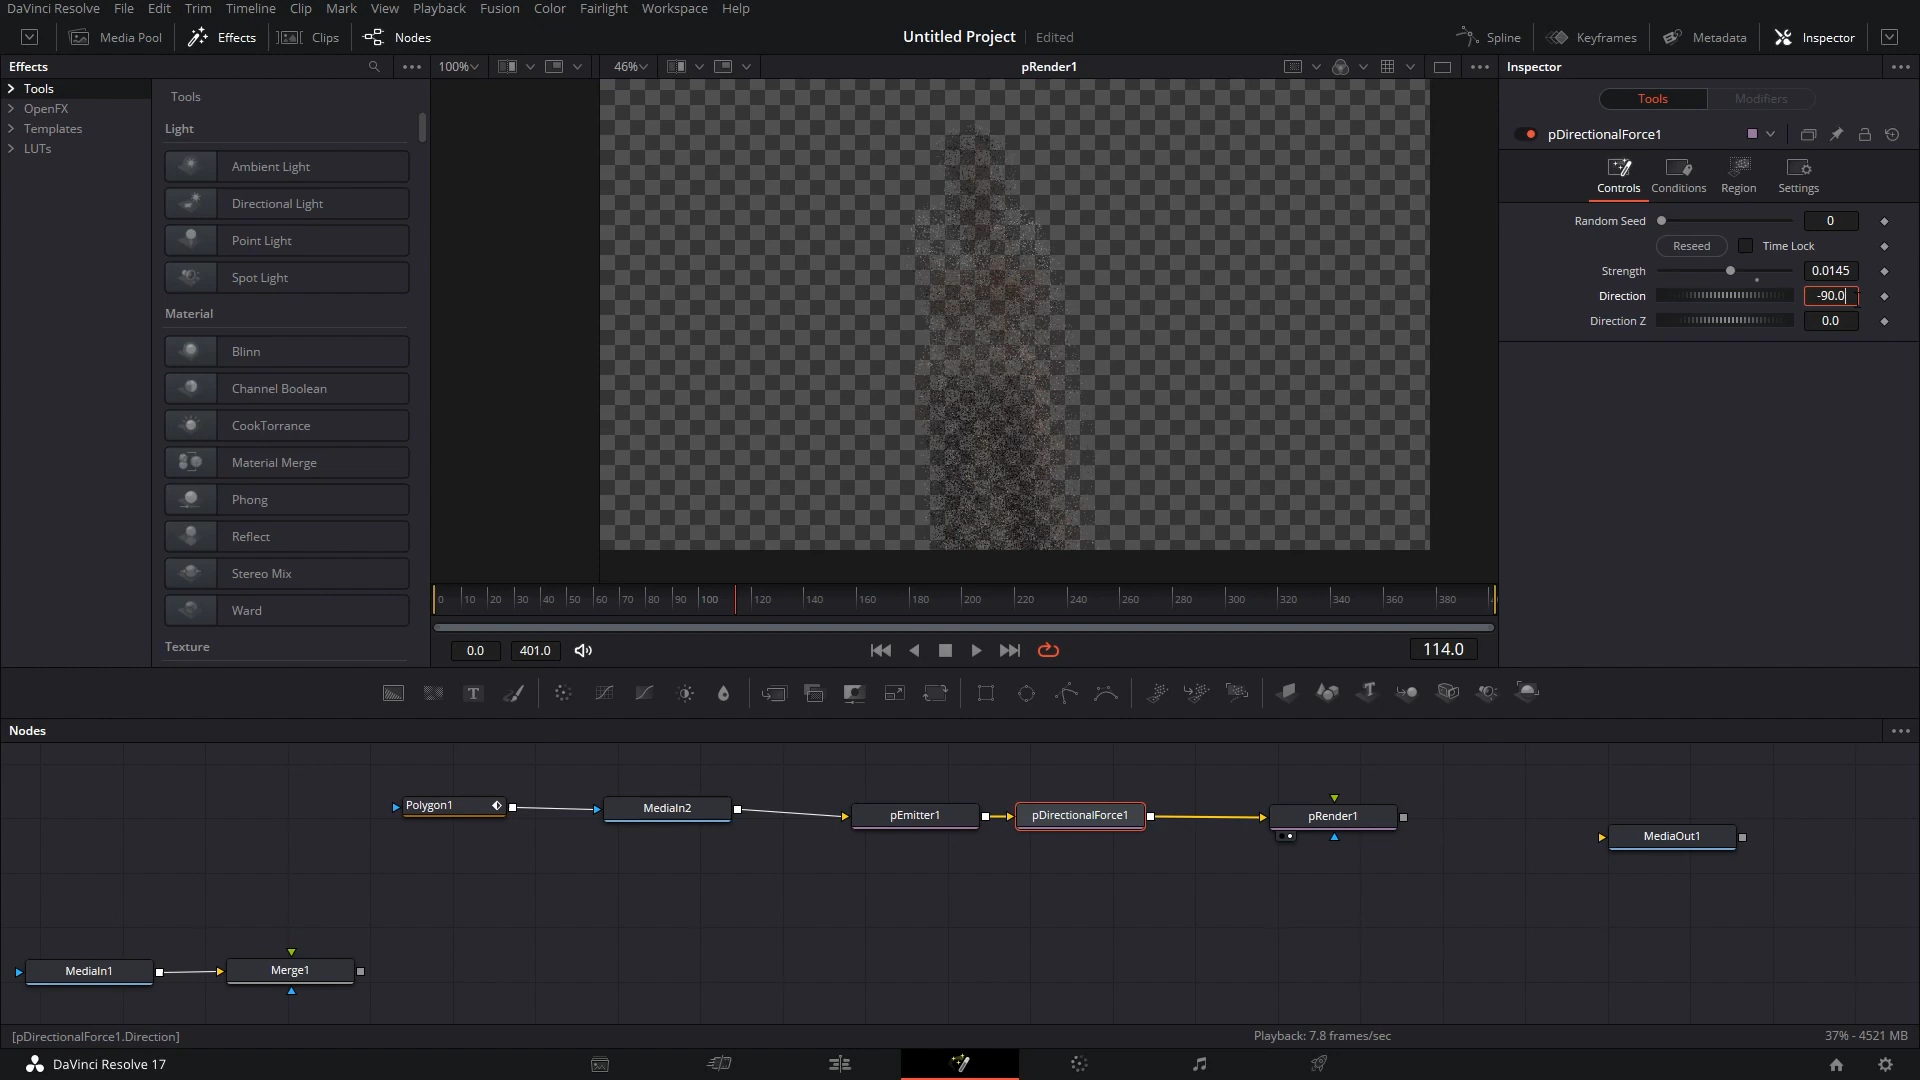 DaVinci Resolve File Edit Trim Timeline Clip Mark View Playback Fusion Color Fairlight Workspace Help
Media Pool Effects Clips Nodes Untitled Project Edited Spline Keyframes Metadata Inspector
Effects 100% 46% pRender1 Inspector
Tools
OpenFX
Templates
LUTs
Tools
Light
Ambient Light
Directional Light
Point Light
Spot Light
Material
Blinn
Channel Boolean
CookTorrance
Material Merge
Phong
Reflect
Stereo Mix
Ward
Texture
Tools Modifiers
pDirectionalForce1
Controls Conditions Region Settings
Random Seed 0
Reseed Time Lock
Strength 0.0145
Direction -90.0
Direction Z 0.0
0 10 20 30 40 50 60 70 80 90 100 120 140 160 180 200 220 240 260 280 300 320 340 360 380
0.0 401.0 114.0
Nodes
Polygon1 MediaIn2 pEmitter1 pDirectionalForce1 pRender1 MediaOut1
MediaIn1 Merge1
[pDirectionalForce1.Direction] Playback: 7.8 frames/sec 37% - 4521 MB
DaVinci Resolve 17